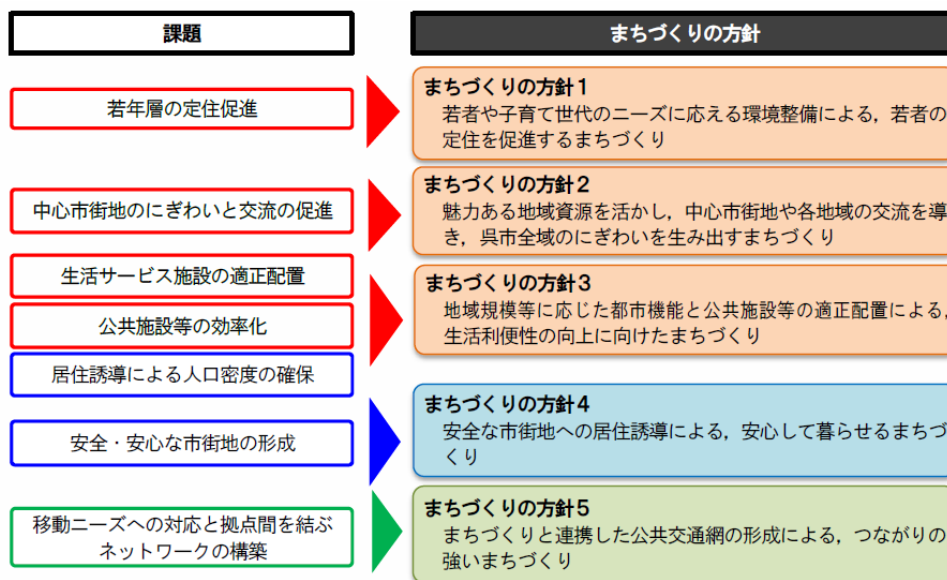 課題
まちづくりの方針
若年層の定住促進
まちづくりの方針1
若者や子育て世代のニーズに応える環境整備による，若者の
定住を促進するまちづくり
中心市街地のにぎわいと交流の促進
まちづくりの方針2
魅力ある地域資源を活かし，中心市街地や各地域の交流を導
き，呉市全域のにぎわいを生み出すまちづくり
生活サービス施設の適正配置
公共施設等の効率化
まちづくりの方針3
地域規模等に応じた都市機能と公共施設等の適正配置による，
生活利便性の向上に向けたまちづくり
居住誘導による人口密度の確保
安全・安心な市街地の形成
まちづくりの方針4
安全な市街地への居住誘導による，安心して暮らせるまちづ
くり
移動ニーズへの対応と拠点間を結ぶ
ネットワークの構築
まちづくりの方針5
まちづくりと連携した公共交通網の形成による，つながりの
強いまちづくり